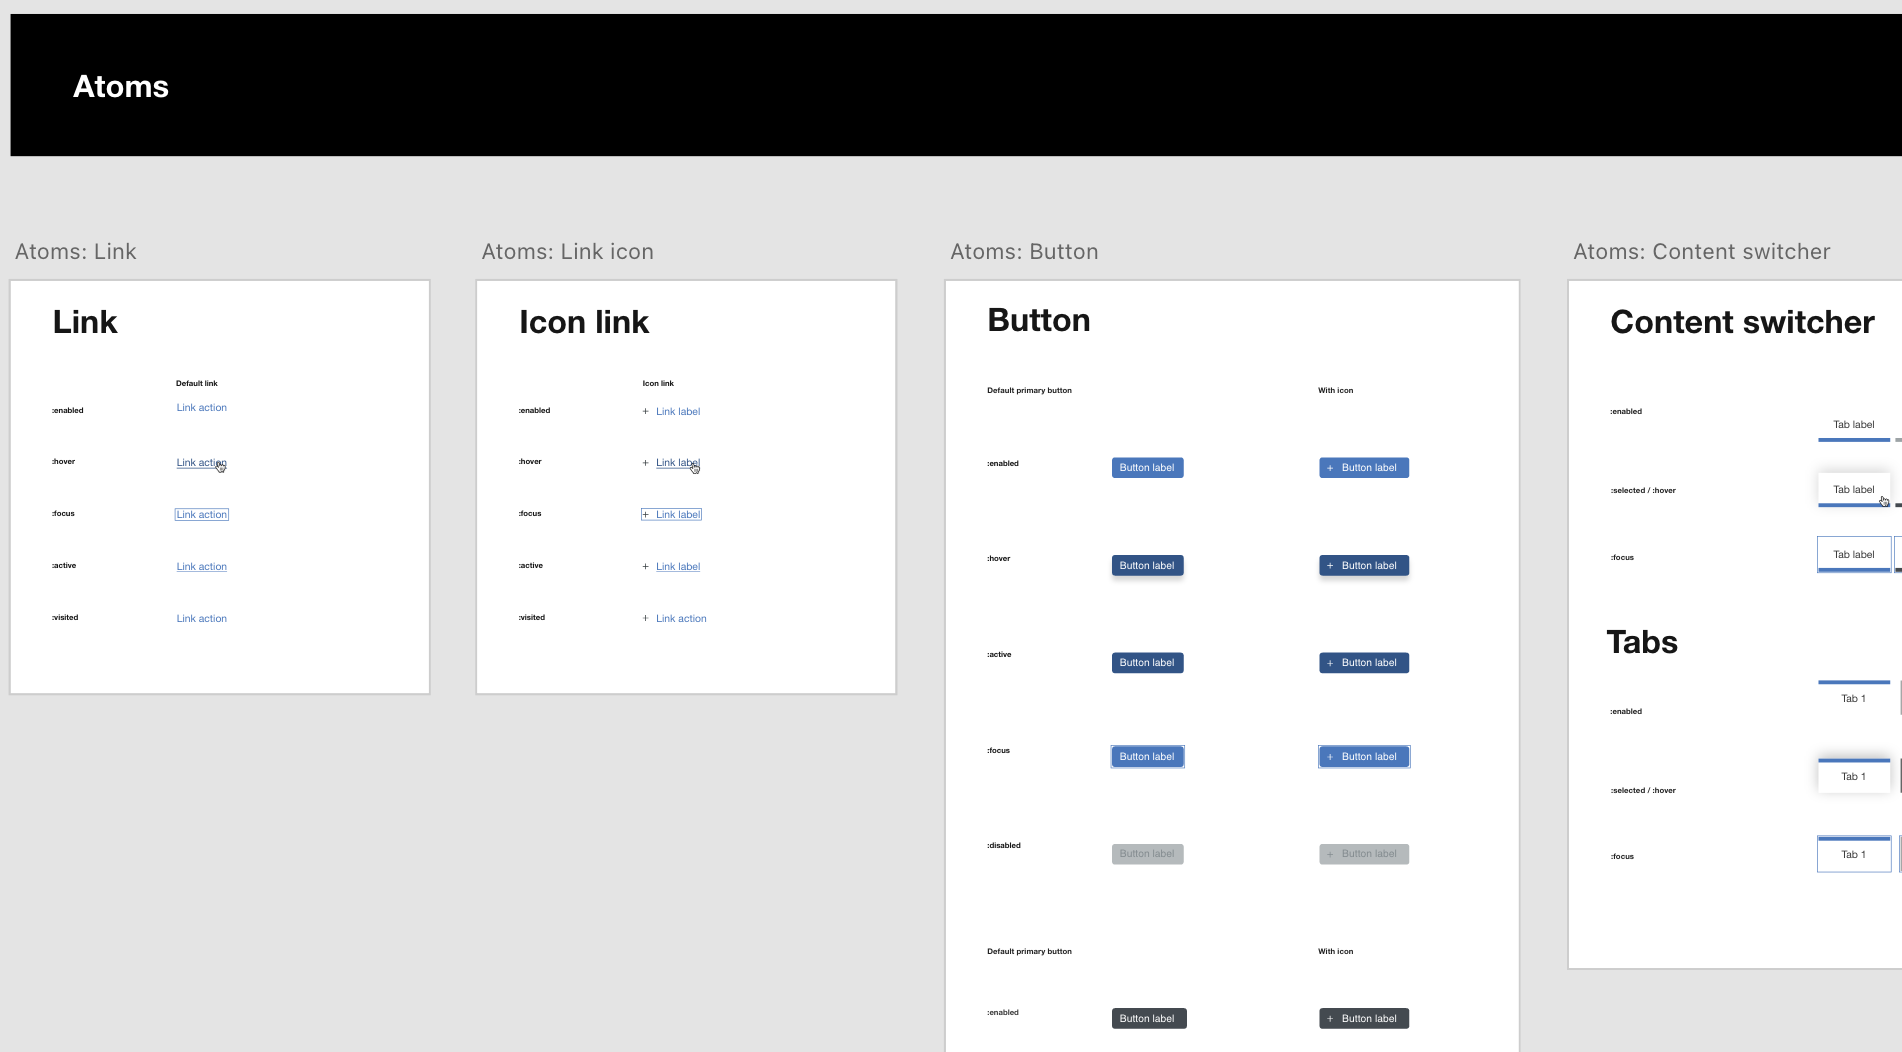 Atoms
Atoms: Link
Link
Default link
:enabled
Link action
:hover
Link action
:focus
Link action
:active
Link action
:visited
Link action
Atoms: Link icon
Icon link
Icon link
:enabled
+ Link label
:hover
+ Link label
:focus
+ Link label
:active
+ Link label
:visited
+ Link action
Atoms: Button
Button
Default primary button With icon
:enabled
Button label + Button label
:hover
Button label + Button label
:active
Button label + Button label
:focus
Button label + Button label
:disabled
Button label + Button label
Default primary button With icon
:enabled
Button label + Button label
Atoms: Content switcher
Content switcher
:enabled
Tab label
:selected / :hover
Tab label
:focus
Tab label
Tabs
:enabled
Tab 1
:selected / :hover
Tab 1
:focus
Tab 1